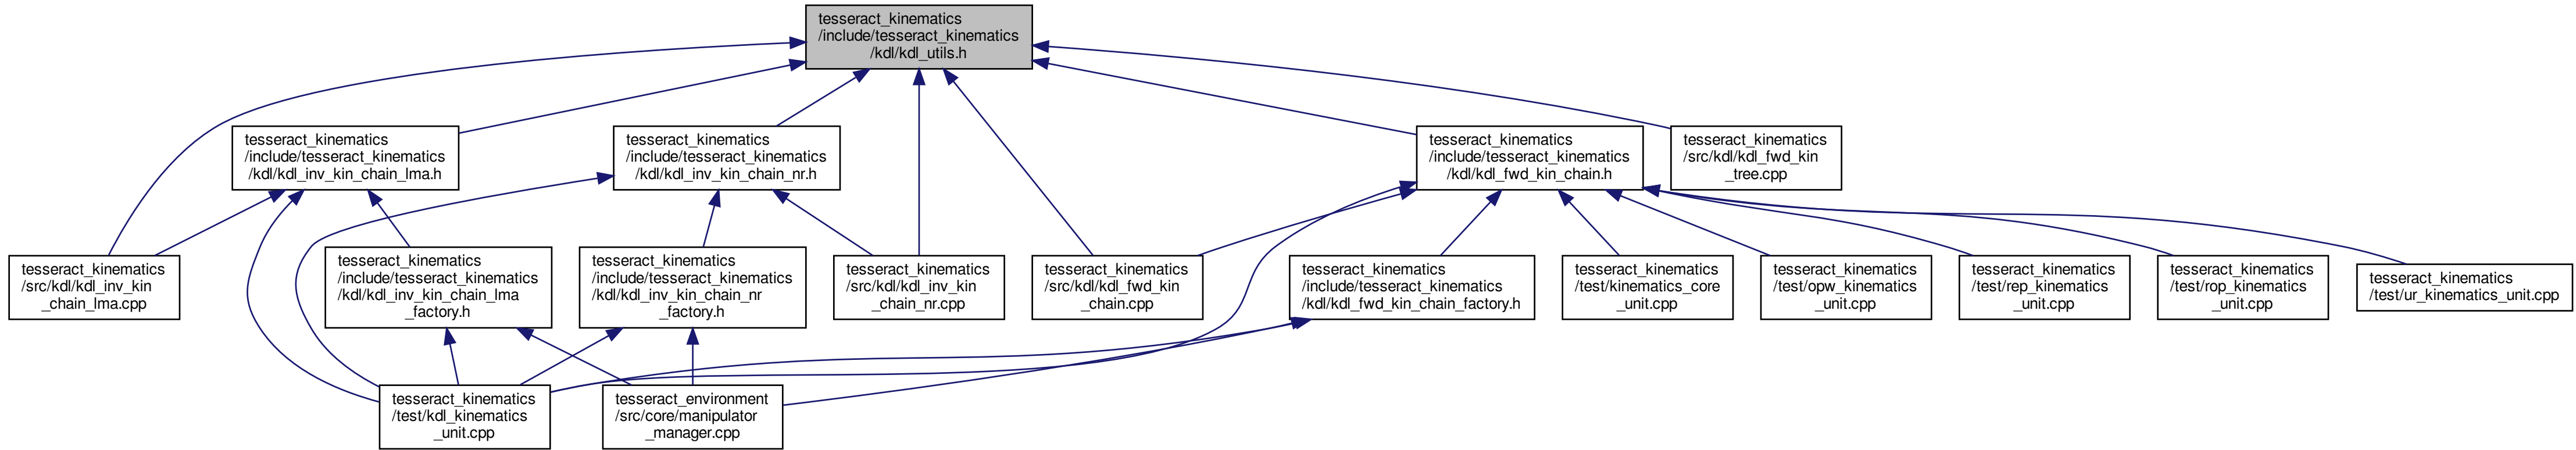 tesseract_kinematics
/include/tesseract_kinematics
/kdl/kdl_utils.h
tesseract_kinematics
/include/tesseract_kinematics
/kdl/kdl_inv_kin_chain_lma.h
tesseract_kinematics
/include/tesseract_kinematics
/kdl/kdl_inv_kin_chain_nr.h
tesseract_kinematics
/include/tesseract_kinematics
/kdl/kdl_fwd_kin_chain.h
tesseract_kinematics
/src/kdl/kdl_fwd_kin
_tree.cpp
tesseract_kinematics
/src/kdl/kdl_inv_kin
_chain_lma.cpp
tesseract_kinematics
/include/tesseract_kinematics
/kdl/kdl_inv_kin_chain_lma
_factory.h
tesseract_kinematics
/include/tesseract_kinematics
/kdl/kdl_inv_kin_chain_nr
_factory.h
tesseract_kinematics
/src/kdl/kdl_inv_kin
_chain_nr.cpp
tesseract_kinematics
/src/kdl/kdl_fwd_kin
_chain.cpp
tesseract_kinematics
/include/tesseract_kinematics
/kdl/kdl_fwd_kin_chain_factory.h
tesseract_kinematics
/test/kinematics_core
_unit.cpp
tesseract_kinematics
/test/opw_kinematics
_unit.cpp
tesseract_kinematics
/test/rep_kinematics
_unit.cpp
tesseract_kinematics
/test/rop_kinematics
_unit.cpp
tesseract_kinematics
/test/ur_kinematics_unit.cpp
tesseract_kinematics
/test/kdl_kinematics
_unit.cpp
tesseract_environment
/src/core/manipulator
_manager.cpp